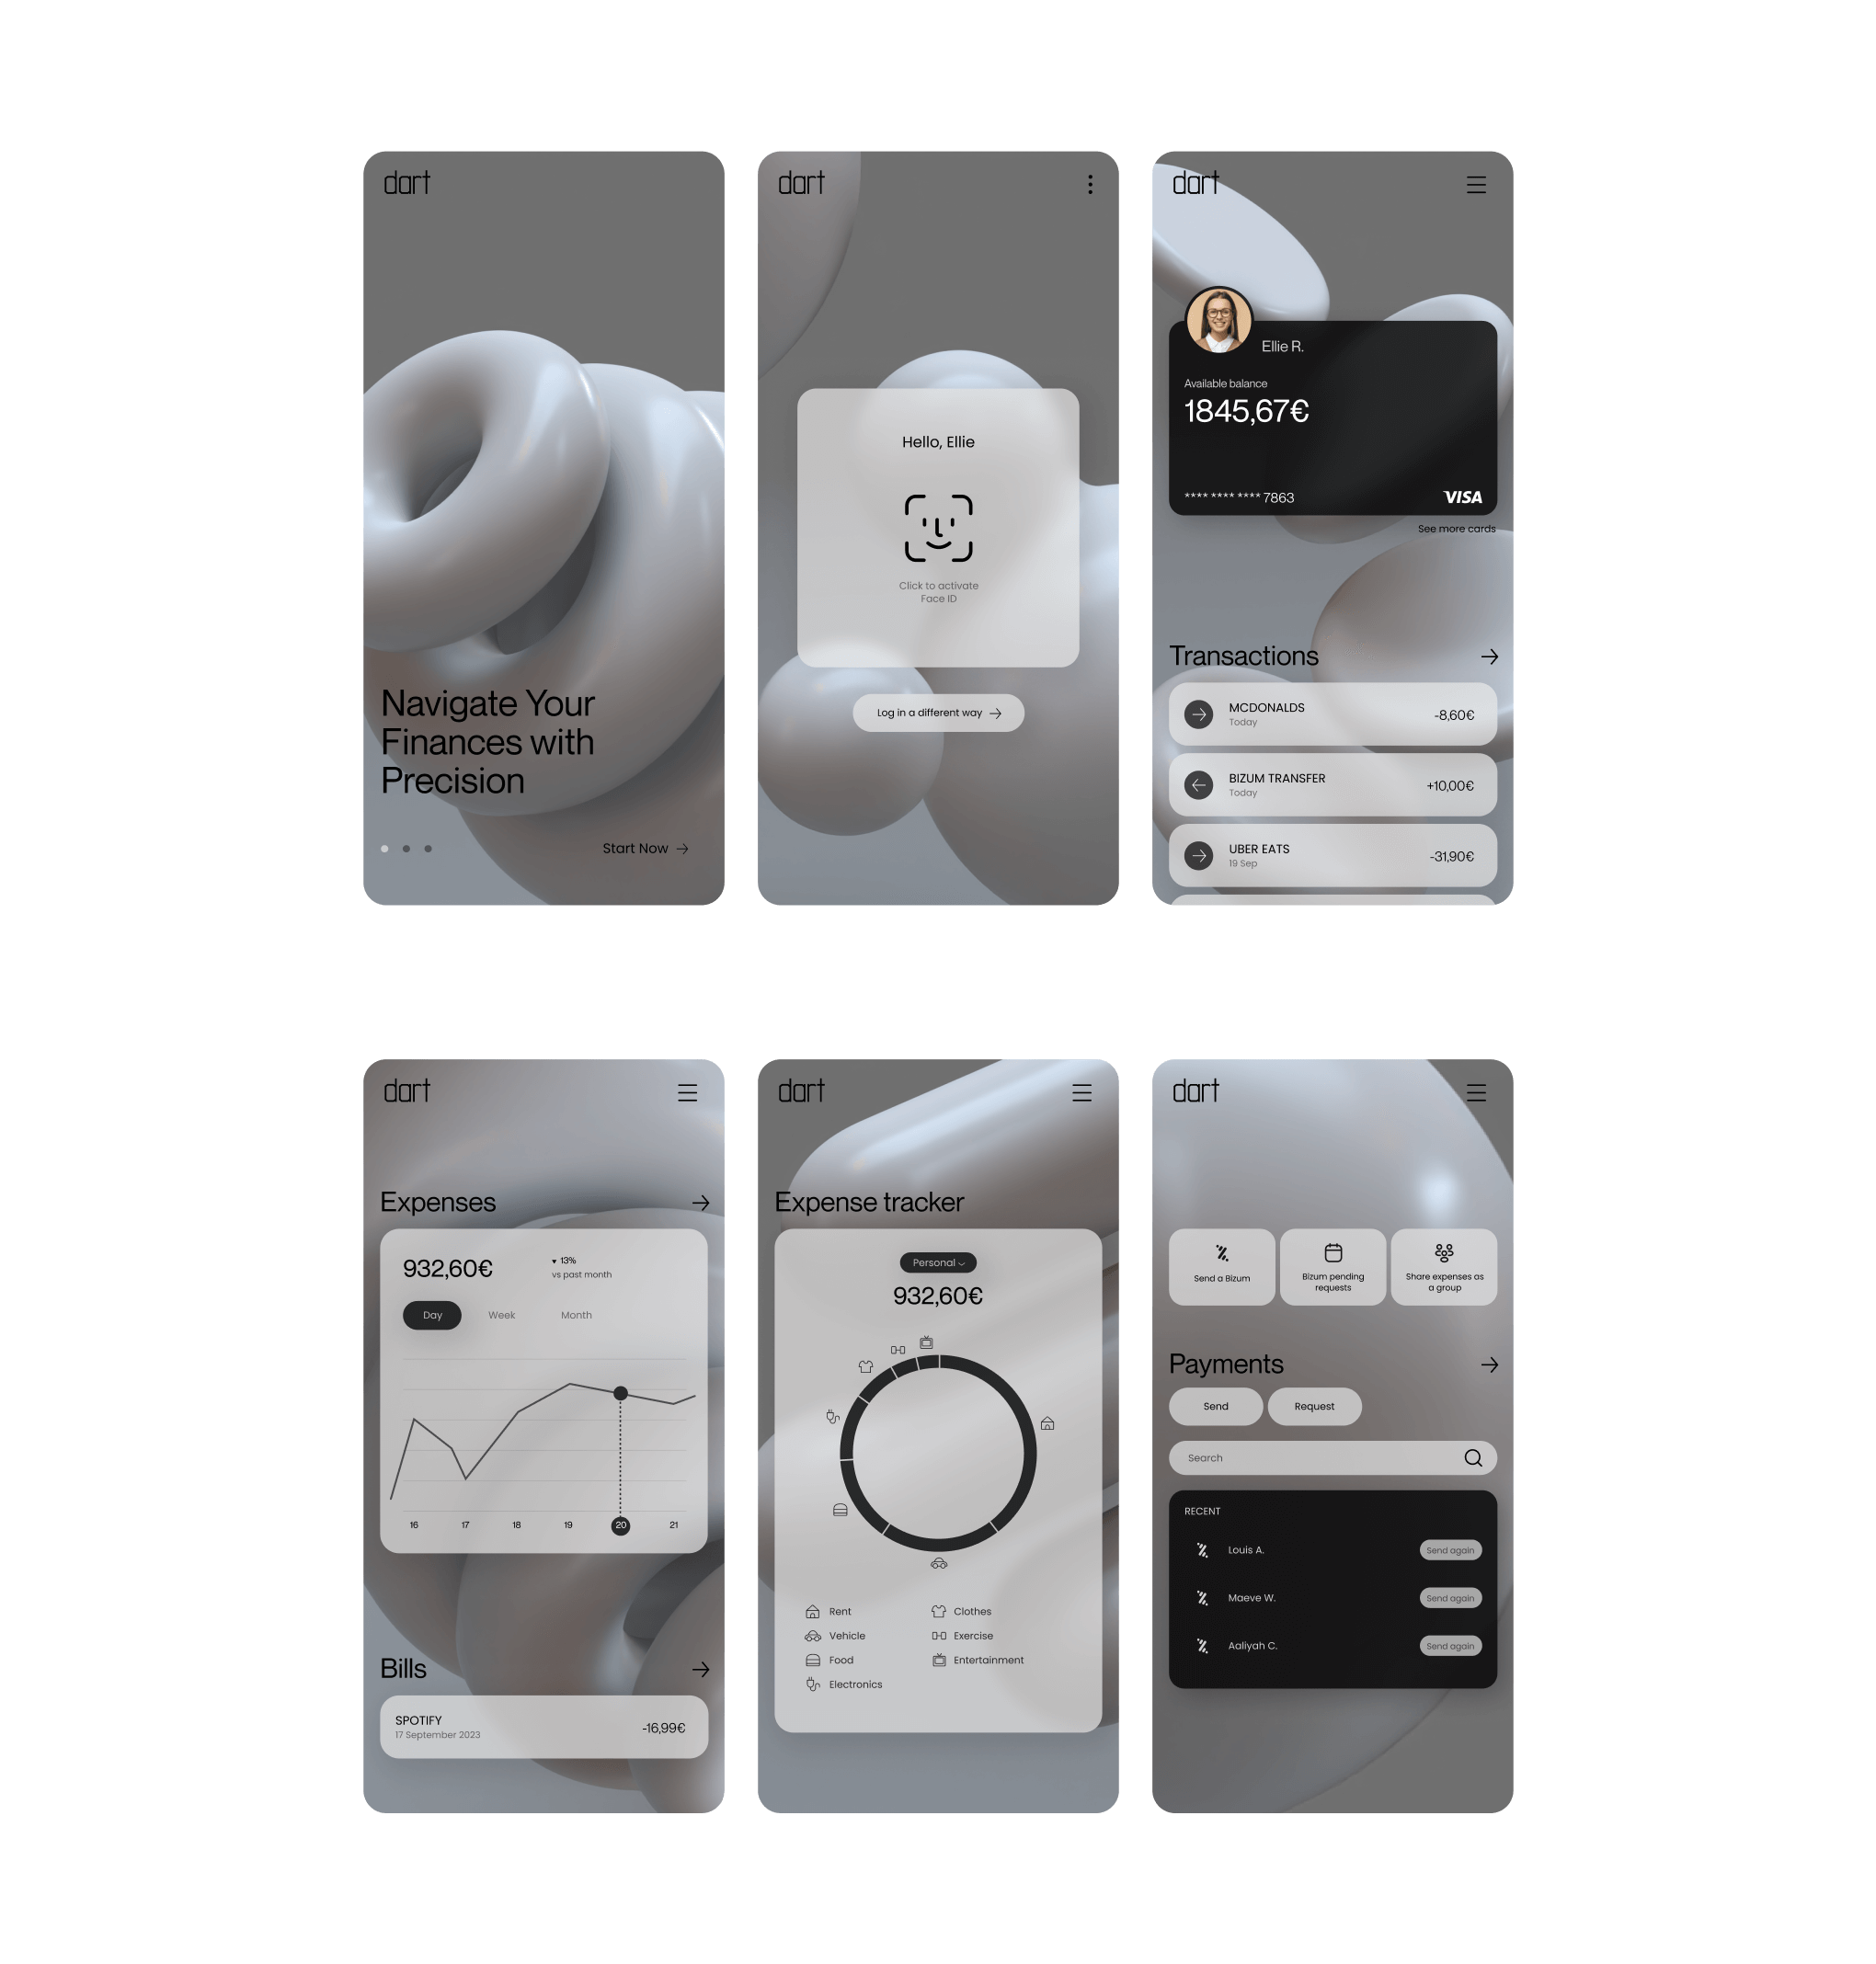 dart
Navigate Your
Finances with
Precision
Start Now
dart
Hello, Ellie
Click to activate
Face ID
Log in a different way
dart
Ellie R.
Available balance
1845,67€
**** **** **** 7863
VISA
See more cards
Transactions
MCDONALDS
Today
-8,60€
BIZUM TRANSFER
Today
+10,00€
UBER EATS
19 Sep
-31,90€
dart
Expenses
932,60€
▾ 13%
vs past month
Day Week Month
16 17 18 19 20 21
Bills
SPOTIFY
17 September 2023
-16,99€
dart
Expense tracker
Personal
932,60€
Rent
Vehicle
Food
Electronics
Clothes
Exercise
Entertainment
dart
Send a Bizum
Bizum pending
requests
Share expenses as
a group
Payments
Send
Request
Search
RECENT
Louis A.
Send again
Maeve W.
Send again
Aaliyah C.
Send again